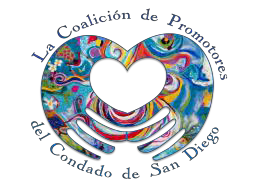 La Coalición de Promotores
del Condado de San Diego